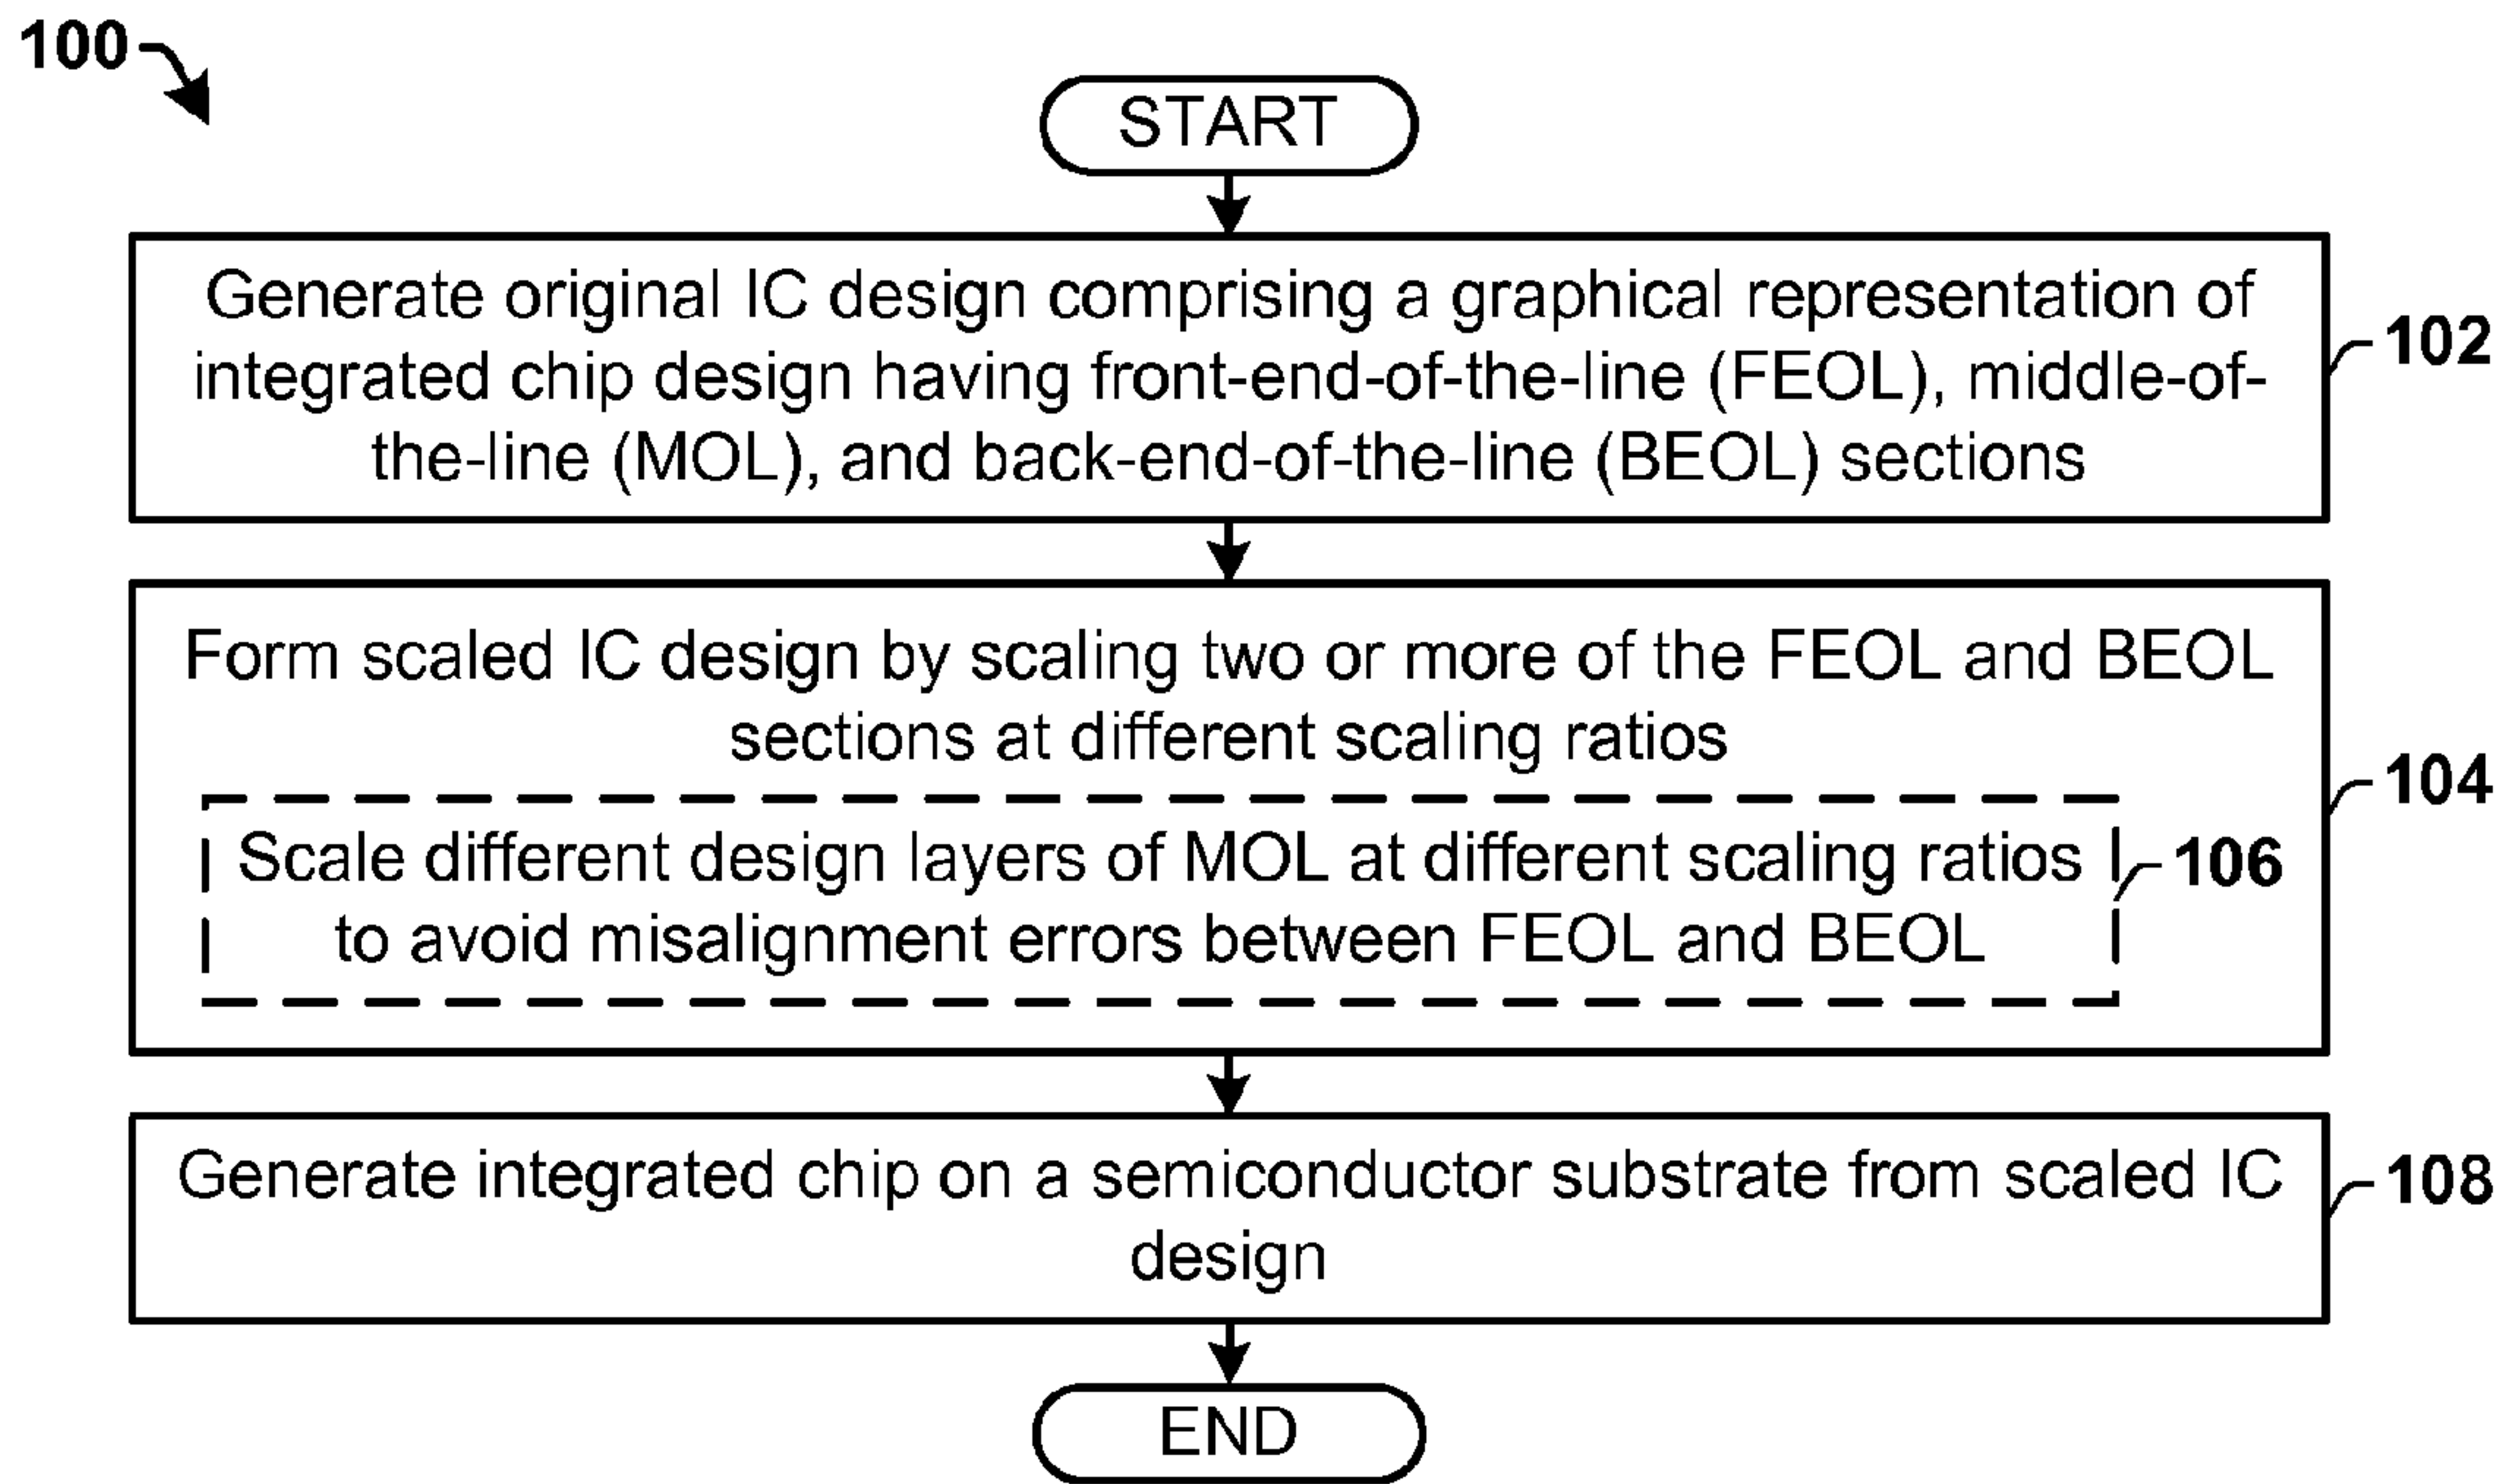 100
START
Generate original IC design comprising a graphical representation of
integrated chip design having front-end-of-the-line (FEOL), middle-of-
the-line (MOL), and back-end-of-the-line (BEOL) sections
102
Form scaled IC design by scaling two or more of the FEOL and BEOL
sections at different scaling ratios
104
Scale different design layers of MOL at different scaling ratios
to avoid misalignment errors between FEOL and BEOL
106
Generate integrated chip on a semiconductor substrate from scaled IC
design
108
END